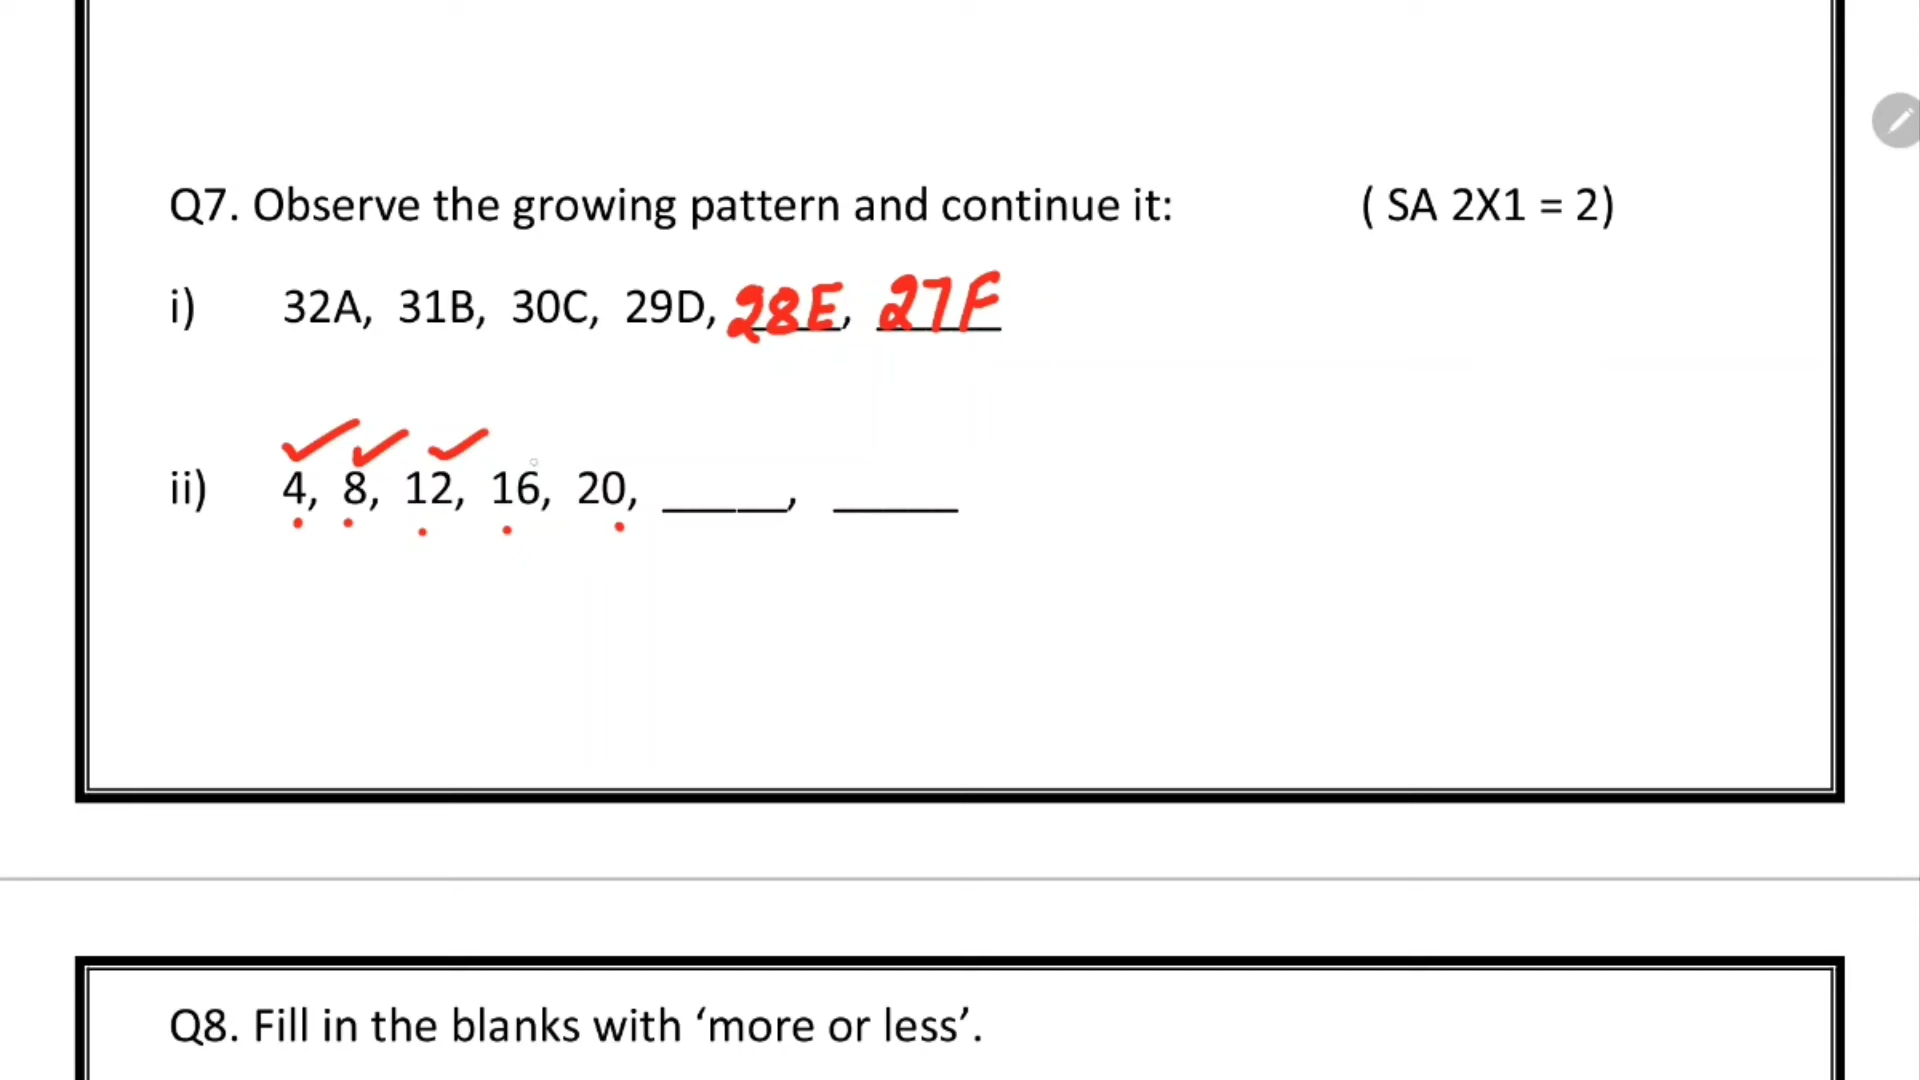 Q7. Observe the growing pattern and continue it: ( SA 2X1 = 2)
i) 32A, 31B, 30C, 29D, 28E, 27F
ii) 4, 8, 12, 16, 20, _____, _____
Q8. Fill in the blanks with ‘more or less’.